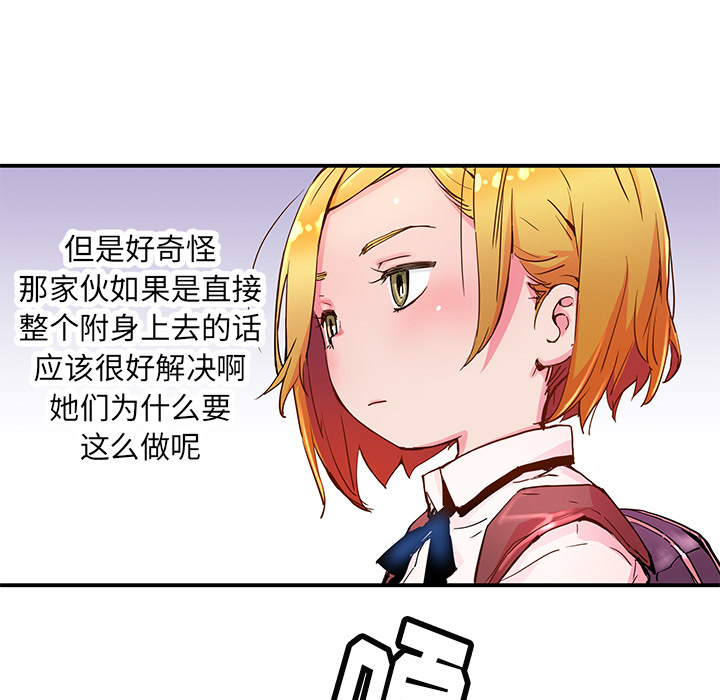 但是好奇怪
那家伙如果是直接
整个附身上去的话
应该很好解决啊
她们为什么要
这么做呢